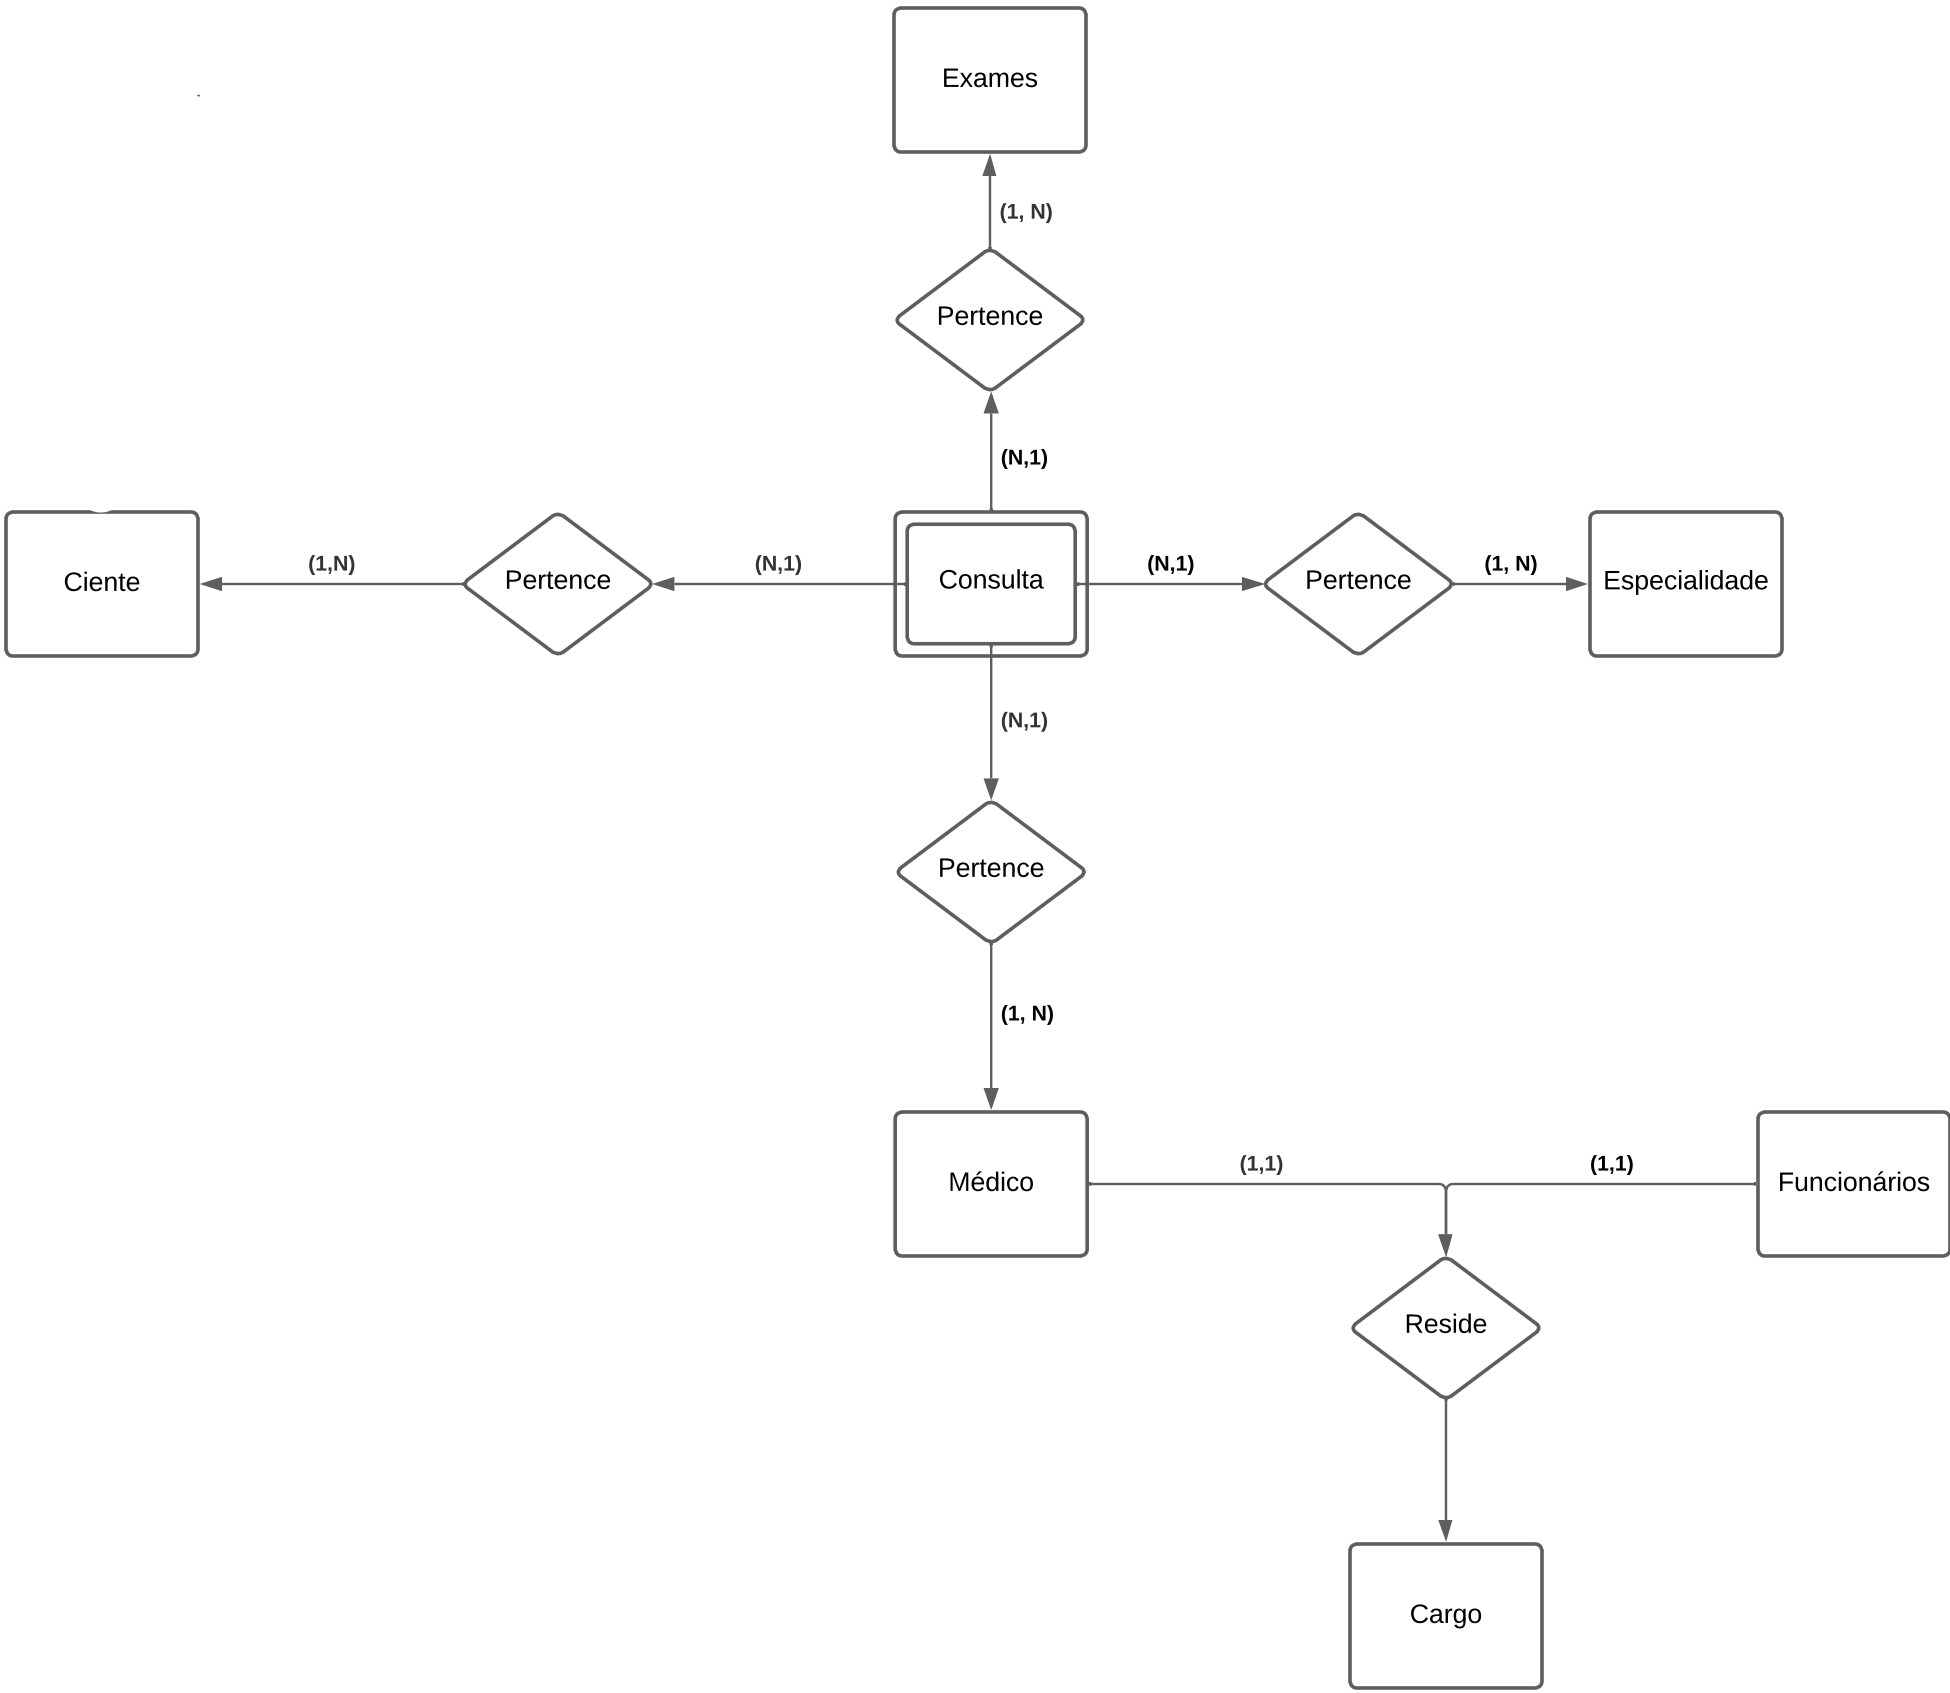 Exames
(1, N)
Pertence
(N,1)
Ciente
(1,N)
Pertence
(N,1)
Consulta
(N,1)
Pertence
(1, N)
Especialidade
(N,1)
Pertence
(1, N)
Médico
(1,1)
(1,1)
Funcionários
Reside
Cargo